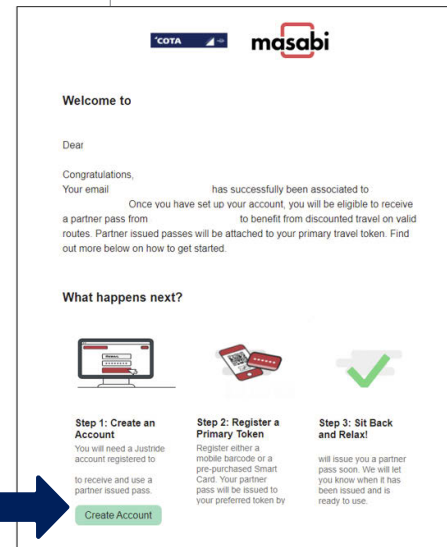 COTA
masabi
Welcome to
Dear
Congratulations,
Your email has successfully been associated to
Once you have set up your account, you will be eligible to receive
a partner pass from to benefit from discounted travel on valid
routes. Partner issued passes will be attached to your primary travel token. Find
out more below on how to get started.
What happens next?
Step 1: Create an
Account
You will need a Justride
account registered to
to receive and use a
partner issued pass.
Create Account
Step 2: Register a
Primary Token
Register either a
mobile barcode or a
pre-purchased Smart
Card. Your partner
pass will be issued to
your preferred token by
Step 3: Sit Back
and Relax!
will issue you a partner
pass soon. We will let
you know when it has
been issued and is
ready to use.